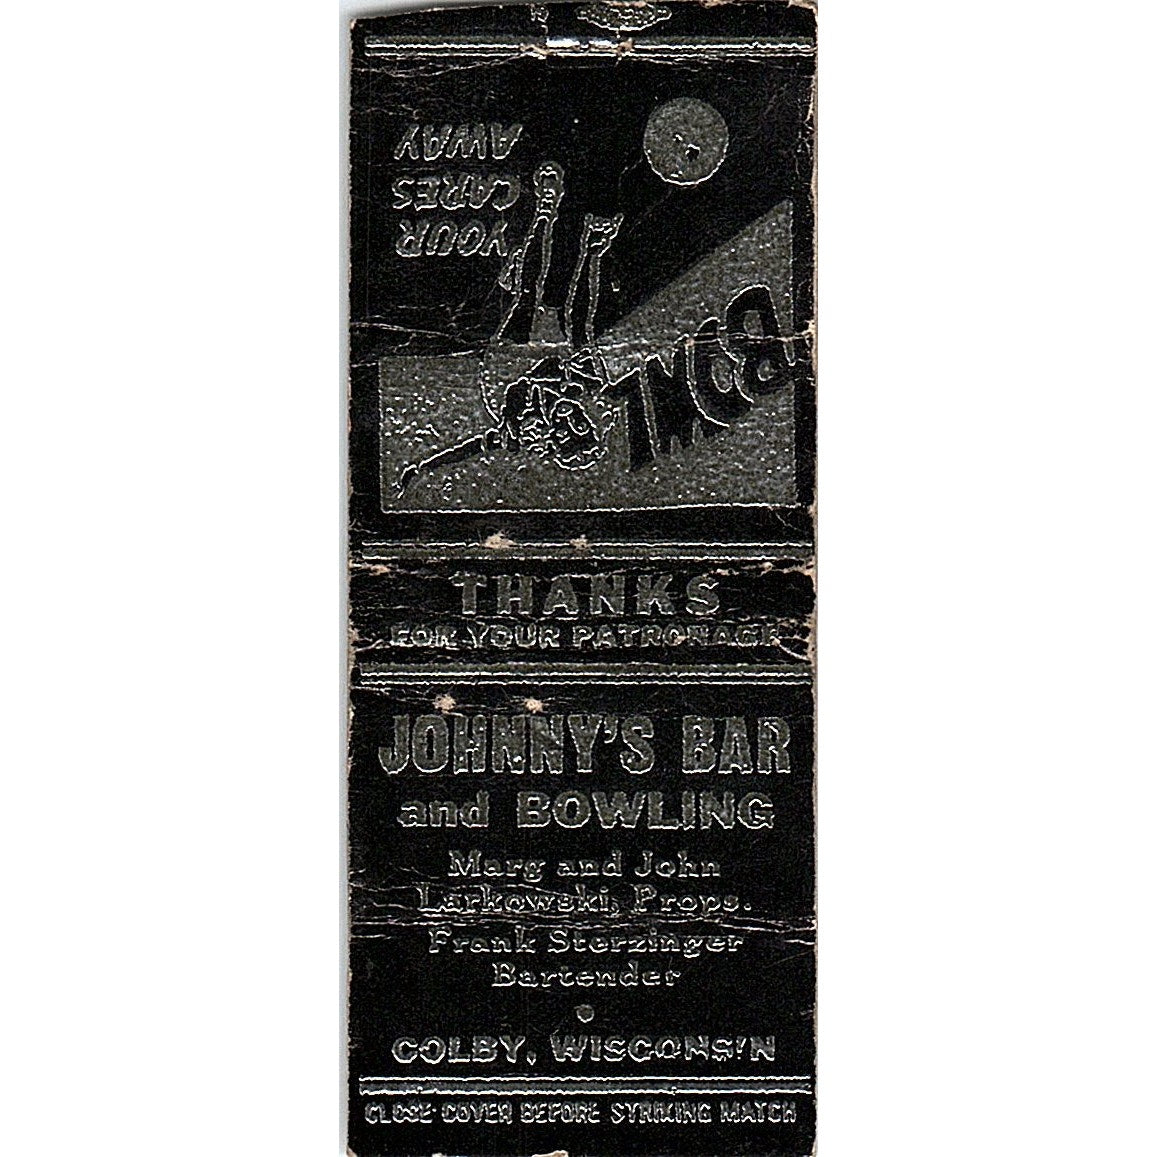 BOWL
YOUR
CARES
AWAY
THANKS
FOR YOUR PATRONAGE
JOHNNY'S BAR
and BOWLING
Marg and John
Larkowski, Props.
Frank Sterzinger
Bartender
COLBY, WISCONSIN
CLOSE COVER BEFORE STRIKING MATCH